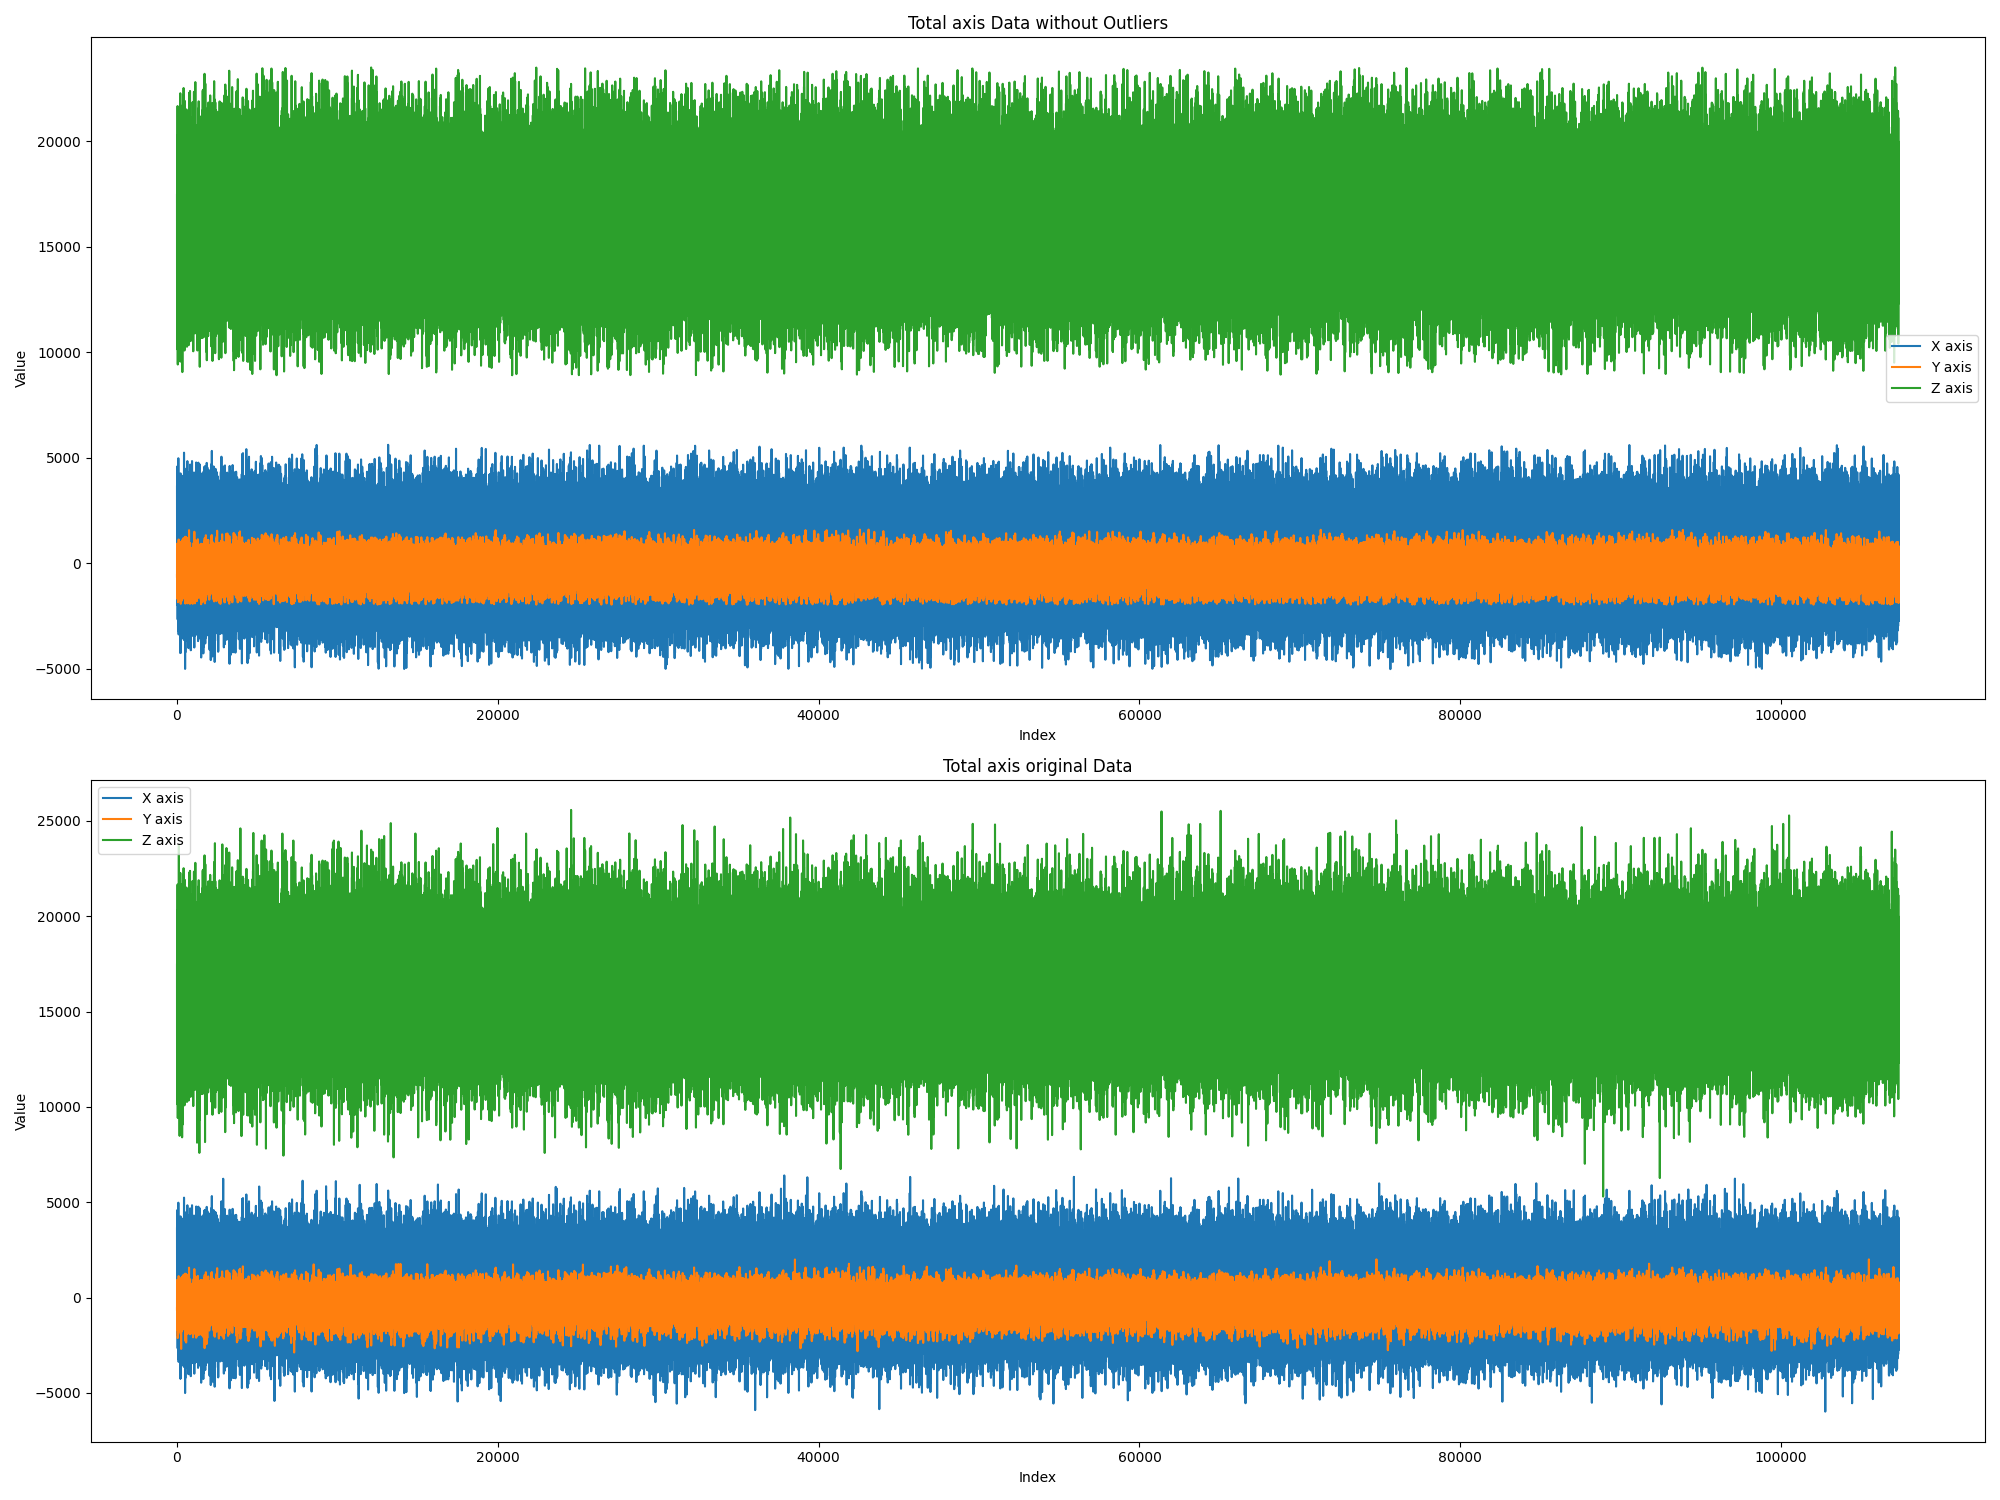 Total axis Data without Outliers
20000
15000
10000
5000
0
−5000
Value
X axis
Y axis
Z axis
0
20000
40000
60000
80000
100000
Index
Total axis original Data
X axis
Y axis
Z axis
25000
20000
15000
10000
5000
0
−5000
Value
0
20000
40000
60000
80000
100000
Index